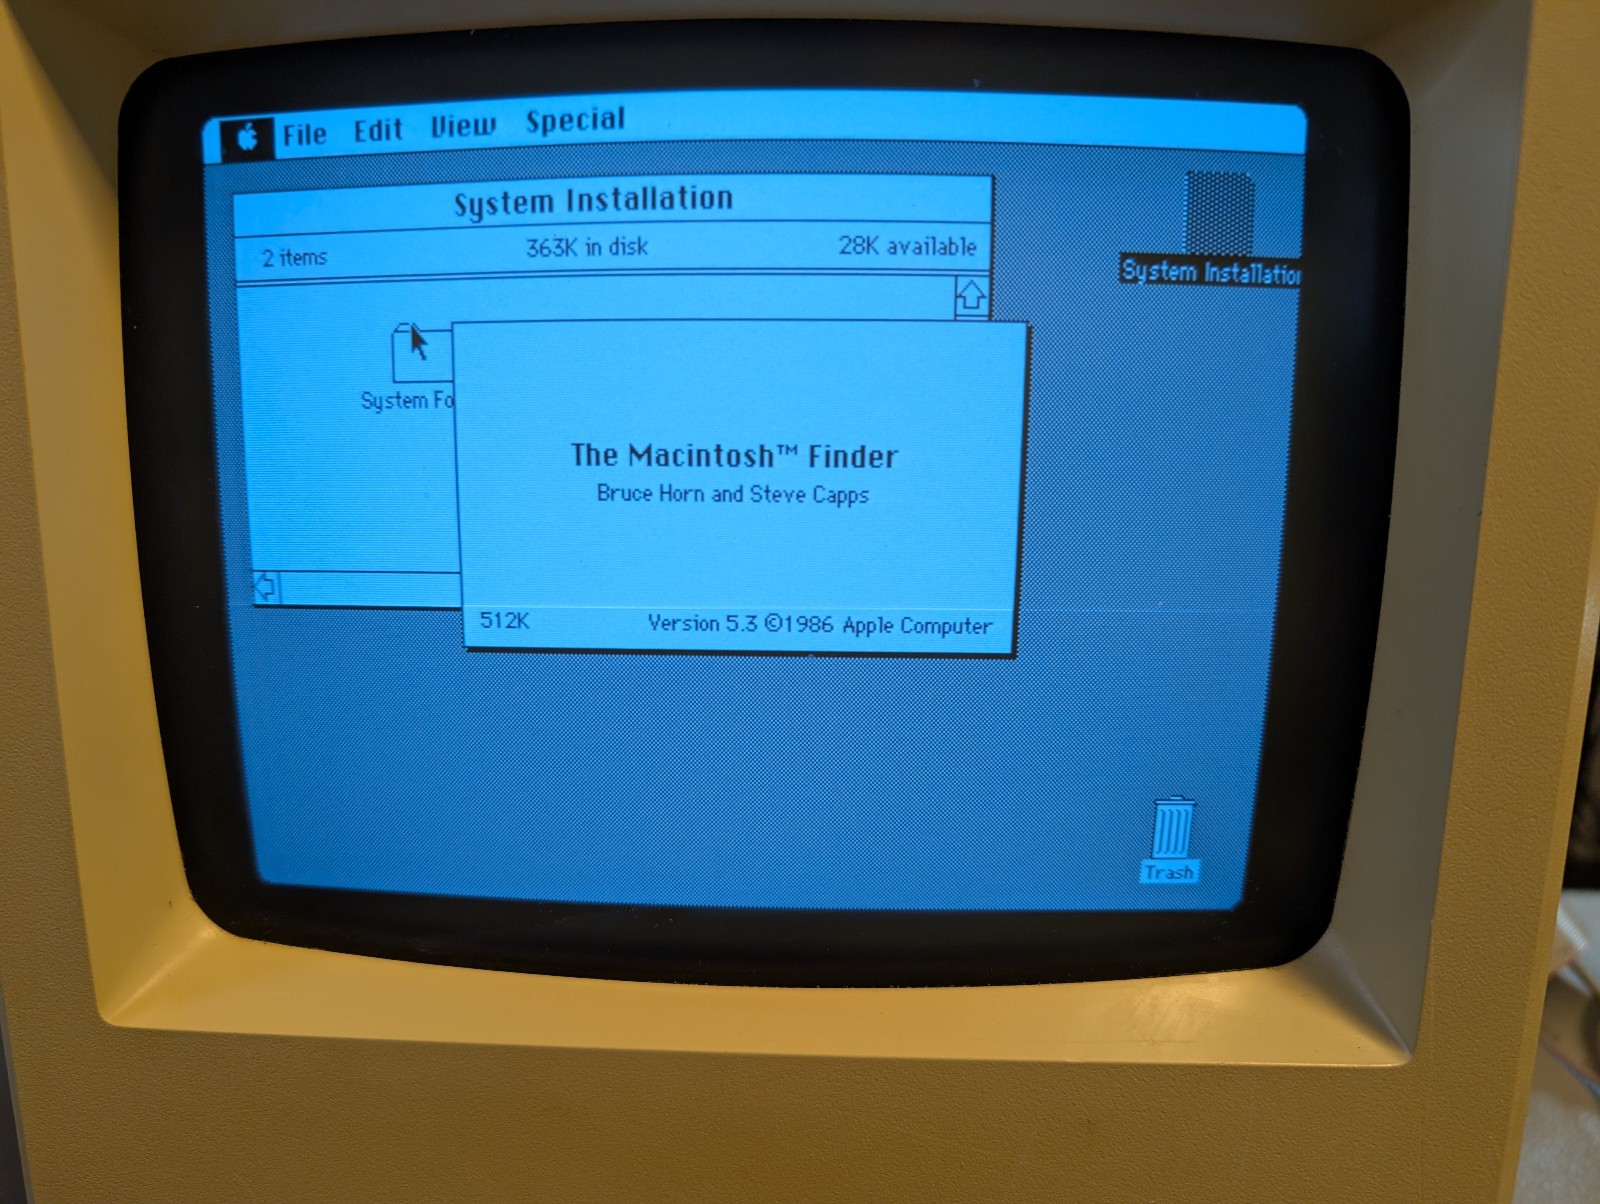 File Edit View Special
System Installation
2 items 363K in disk 28K available
System Installatio
System Fo
The Macintosh™ Finder
Bruce Horn and Steve Capps
512K Version 5.3 ©1986 Apple Computer
Trash